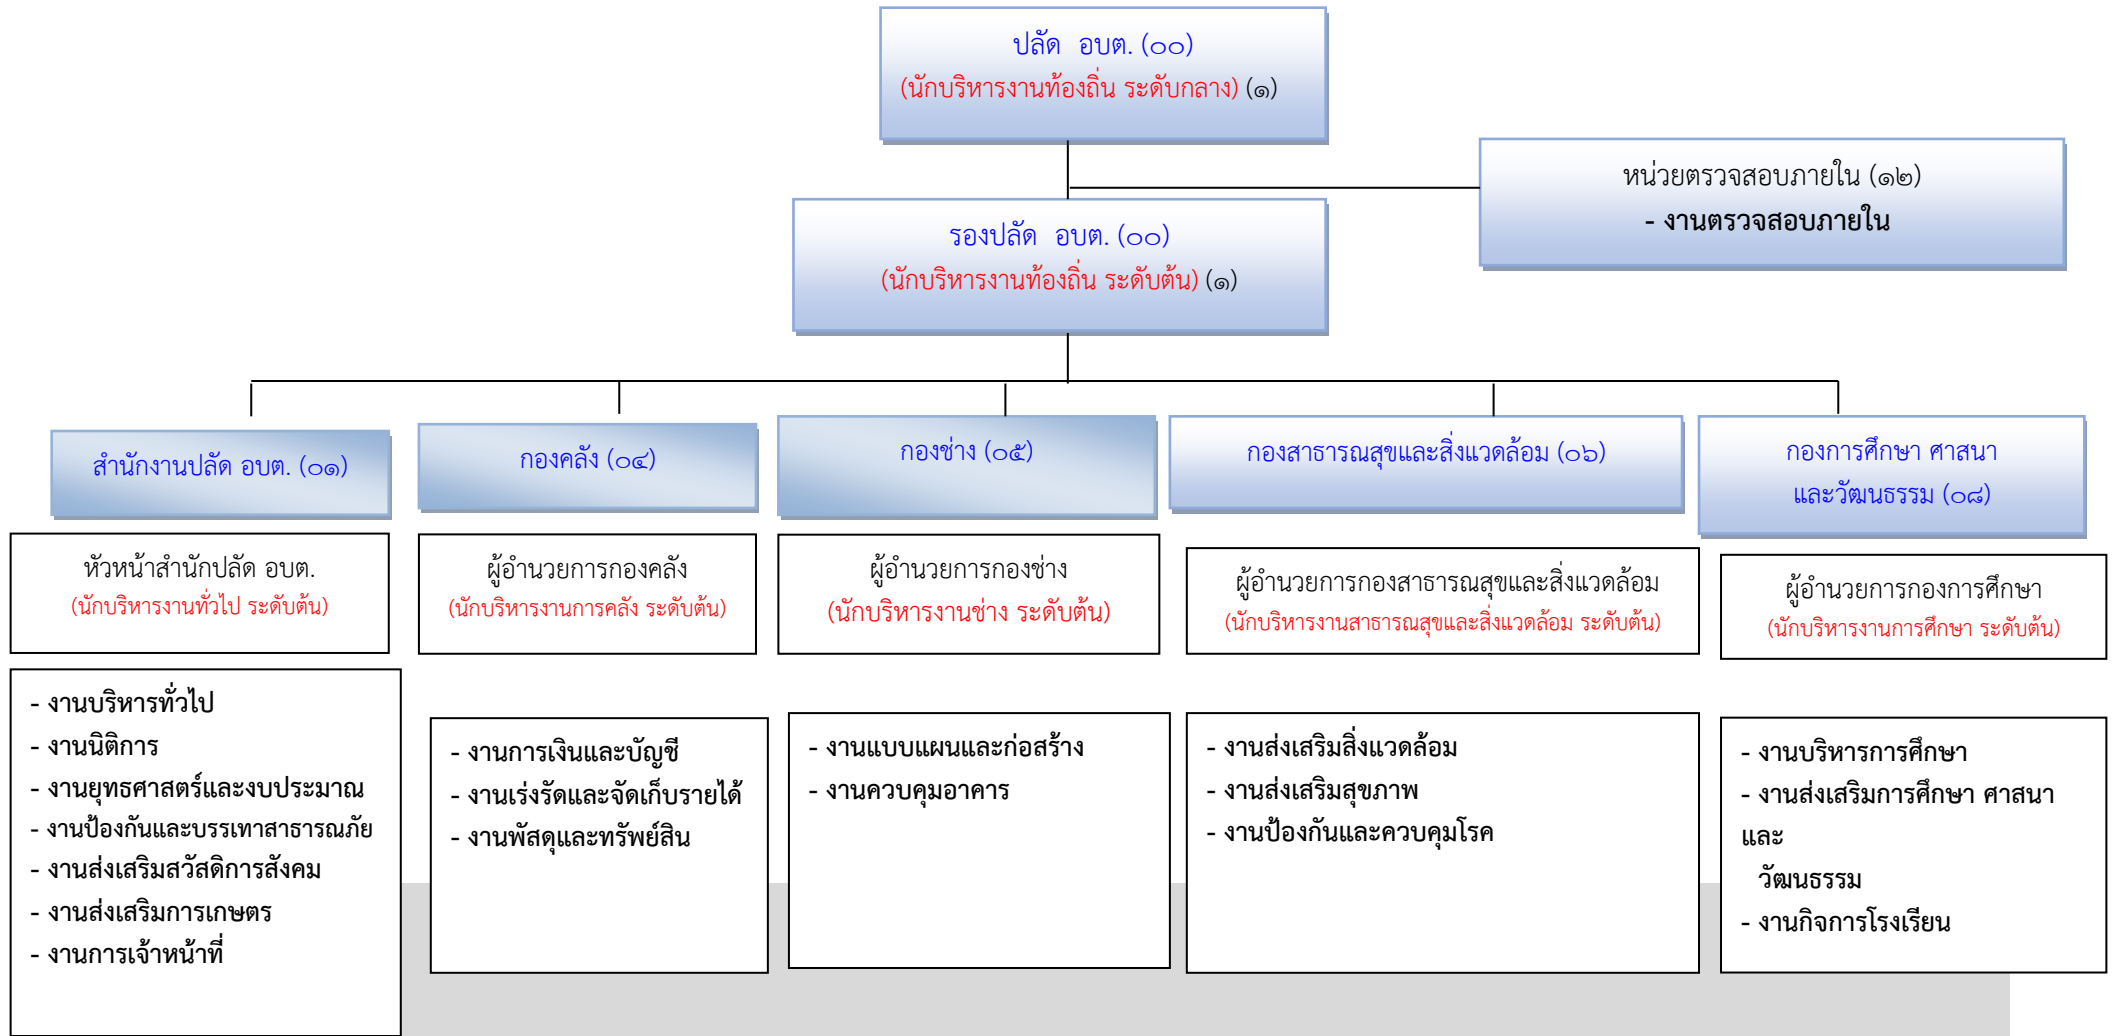 ปลัด  อบต. (๐๐)
(นักบริหารงานท้องถิ่น ระดับกลาง) (๑)
หน่วยตรวจสอบภายใน (๑๒)
- งานตรวจสอบภายใน
รองปลัด  อบต. (๐๐)
(นักบริหารงานท้องถิ่น ระดับต้น) (๑)
สำนักงานปลัด อบต. (๐๑)
หัวหน้าสำนักปลัด อบต.
(นักบริหารงานทั่วไป ระดับต้น)
- งานบริหารทั่วไป
- งานนิติการ
- งานยุทธศาสตร์และงบประมาณ
- งานป้องกันและบรรเทาสาธารณภัย
- งานส่งเสริมสวัสดิการสังคม
- งานส่งเสริมการเกษตร
- งานการเจ้าหน้าที่
กองคลัง (๐๔)
ผู้อำนวยการกองคลัง
(นักบริหารงานการคลัง ระดับต้น)
- งานการเงินและบัญชี
- งานเร่งรัดและจัดเก็บรายได้
- งานพัสดุและทรัพย์สิน
กองช่าง (๐๕)
ผู้อำนวยการกองช่าง
(นักบริหารงานช่าง ระดับต้น)
- งานแบบแผนและก่อสร้าง
- งานควบคุมอาคาร
กองสาธารณสุขและสิ่งแวดล้อม (๐๖)
ผู้อำนวยการกองสาธารณสุขและสิ่งแวดล้อม
(นักบริหารงานสาธารณสุขและสิ่งแวดล้อม ระดับต้น)
- งานส่งเสริมสิ่งแวดล้อม
- งานส่งเสริมสุขภาพ
- งานป้องกันและควบคุมโรค
กองการศึกษา ศาสนา
และวัฒนธรรม (๐๘)
ผู้อำนวยการกองการศึกษา
(นักบริหารงานการศึกษา ระดับต้น)
- งานบริหารการศึกษา
- งานส่งเสริมการศึกษา ศาสนา
และ
วัฒนธรรม
- งานกิจการโรงเรียน